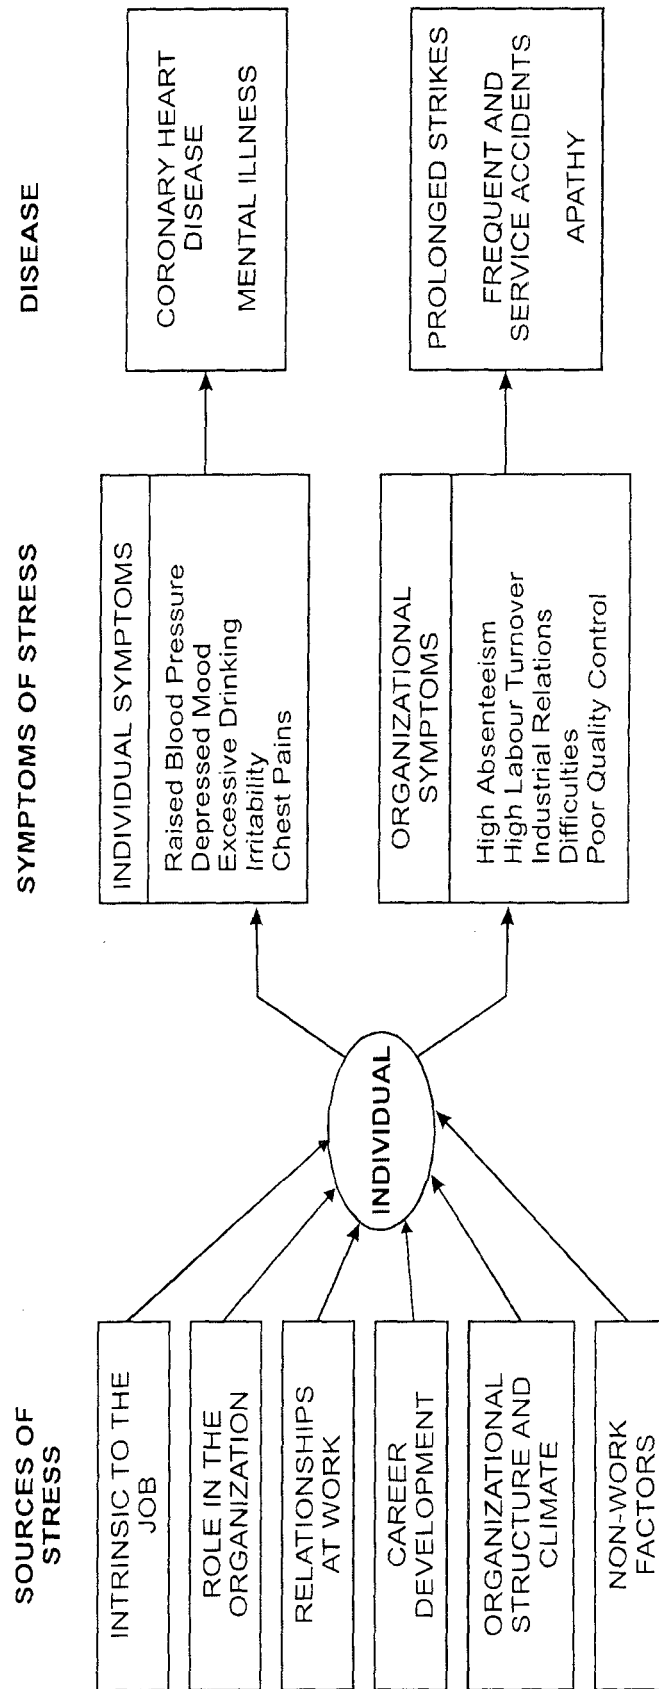 SOURCES OF
STRESS
INTRINSIC TO THE
JOB
ROLE IN THE
ORGANIZATION
RELATIONSHIPS
AT WORK
CAREER
DEVELOPMENT
ORGANIZATIONAL
STRUCTURE AND
CLIMATE
NON-WORK
FACTORS
INDIVIDUAL
SYMPTOMS OF STRESS
INDIVIDUAL SYMPTOMS
Raised Blood Pressure
Depressed Mood
Excessive Drinking
Irritability
Chest Pains
ORGANIZATIONAL
SYMPTOMS
High Absenteeism
High Labour Turnover
Industrial Relations
Difficulties
Poor Quality Control
DISEASE
CORONARY HEART
DISEASE
MENTAL ILLNESS
PROLONGED STRIKES
FREQUENT AND
SERVICE ACCIDENTS
APATHY